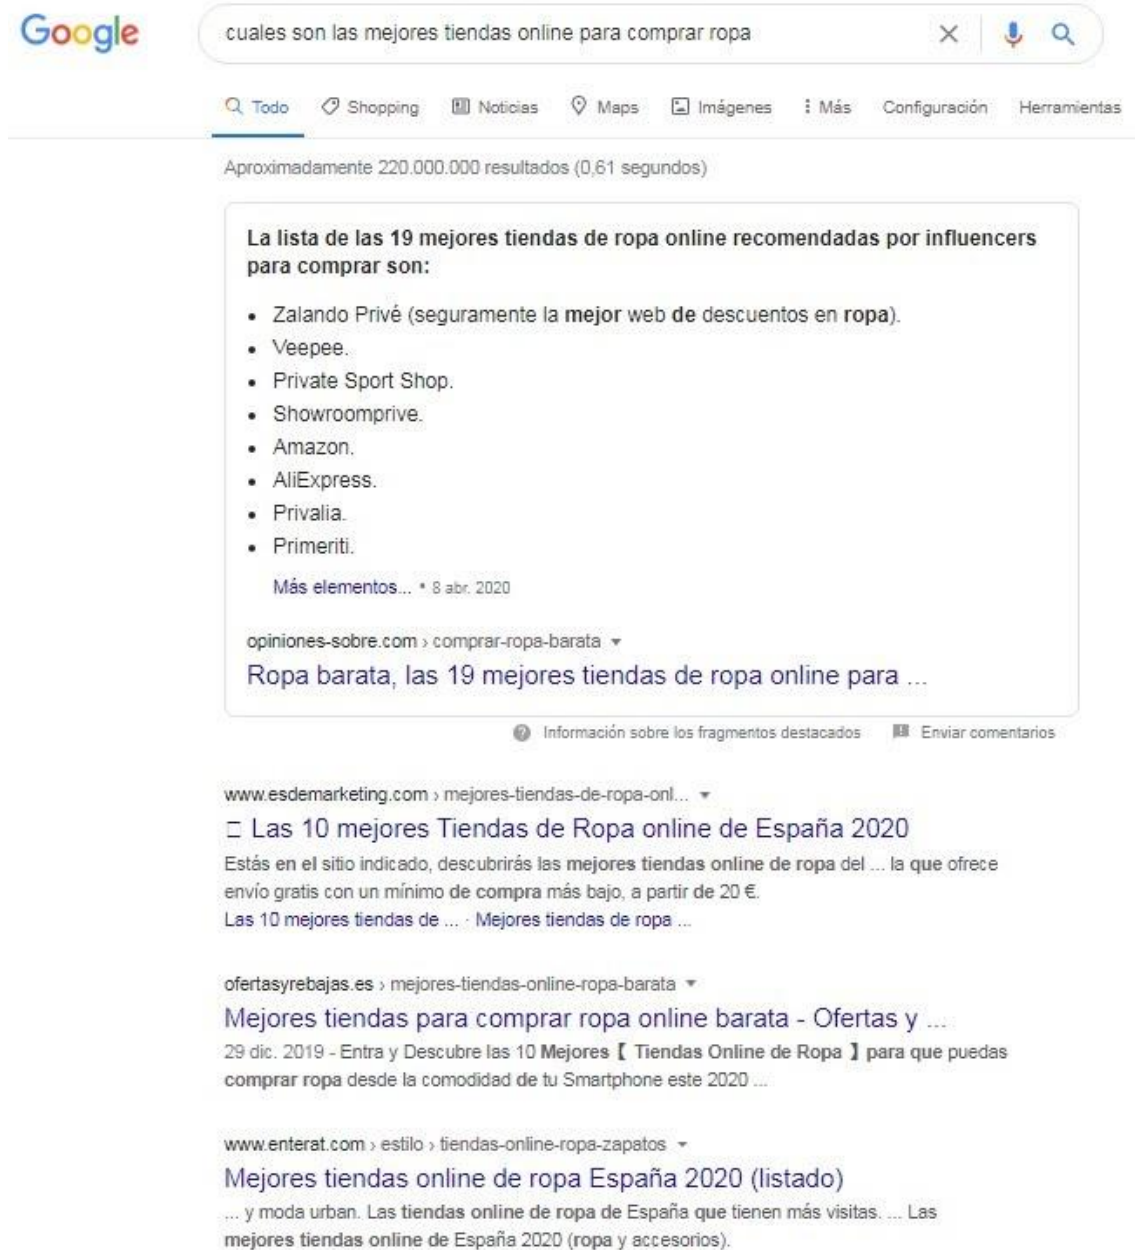 Google
cuales son las mejores tiendas online para comprar ropa
Todo Shopping Noticias Maps Imágenes Más Configuración Herramientas
Aproximadamente 220.000.000 resultados (0,61 segundos)
La lista de las 19 mejores tiendas de ropa online recomendadas por influencers
para comprar son:
• Zalando Privé (seguramente la mejor web de descuentos en ropa).
• Veepee.
• Private Sport Shop.
• Showroomprive.
• Amazon.
• AliExpress.
• Privalia.
• Primeriti.
Más elementos... • 8 abr. 2020
opiniones-sobre.com › comprar-ropa-barata
Ropa barata, las 19 mejores tiendas de ropa online para ...
Información sobre los fragmentos destacados Enviar comentarios
www.esdemarketing.com › mejores-tiendas-de-ropa-onl...
□ Las 10 mejores Tiendas de Ropa online de España 2020
Estás en el sitio indicado, descubrirás las mejores tiendas online de ropa del ... la que ofrece
envío gratis con un mínimo de compra más bajo, a partir de 20 €.
Las 10 mejores tiendas de ... · Mejores tiendas de ropa ...
ofertasyrebajas.es › mejores-tiendas-online-ropa-barata
Mejores tiendas para comprar ropa online barata - Ofertas y ...
29 dic. 2019 - Entra y Descubre las 10 Mejores【 Tiendas Online de Ropa 】para que puedas
comprar ropa desde la comodidad de tu Smartphone este 2020 ...
www.enterat.com › estilo › tiendas-online-ropa-zapatos
Mejores tiendas online de ropa España 2020 (listado)
... y moda urban. Las tiendas online de ropa de España que tienen más visitas. ... Las
mejores tiendas online de España 2020 (ropa y accesorios).